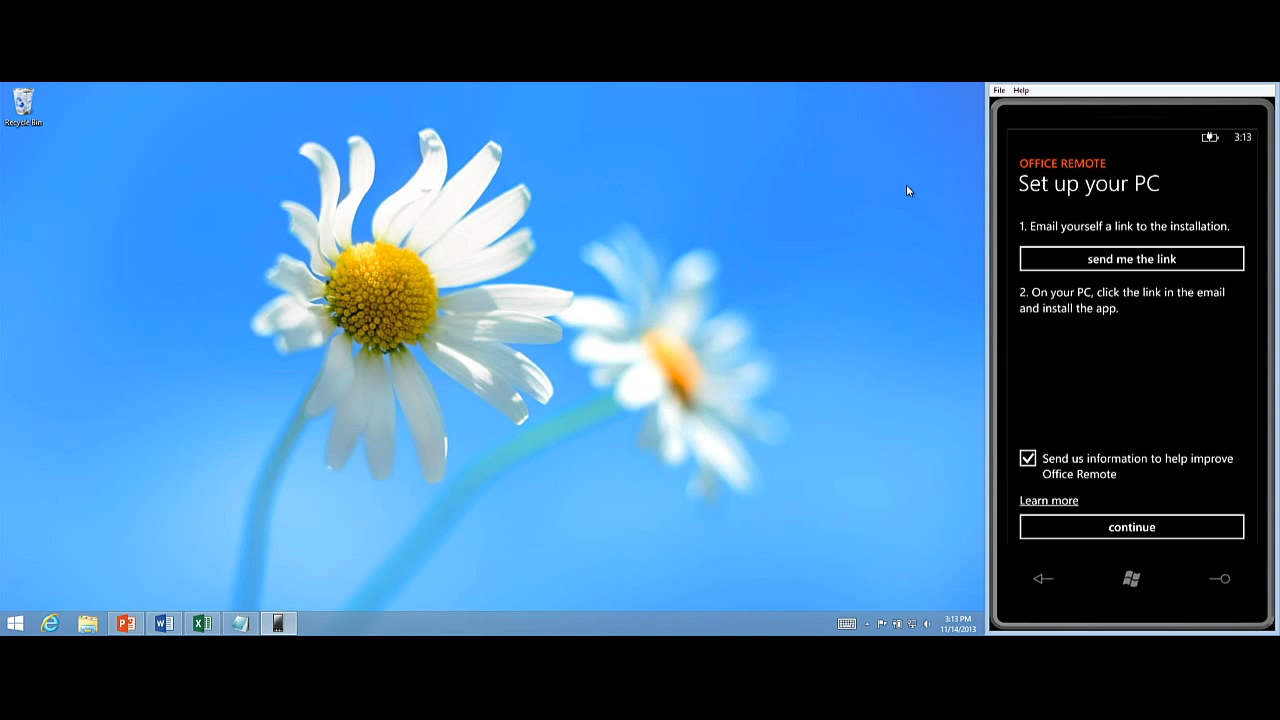 Recycle Bin
File Help
3:13
OFFICE REMOTE
Set up your PC
1. Email yourself a link to the installation.
send me the link
2. On your PC, click the link in the email
and install the app.
Send us information to help improve
Office Remote
Learn more
continue
3:13 PM
11/14/2013